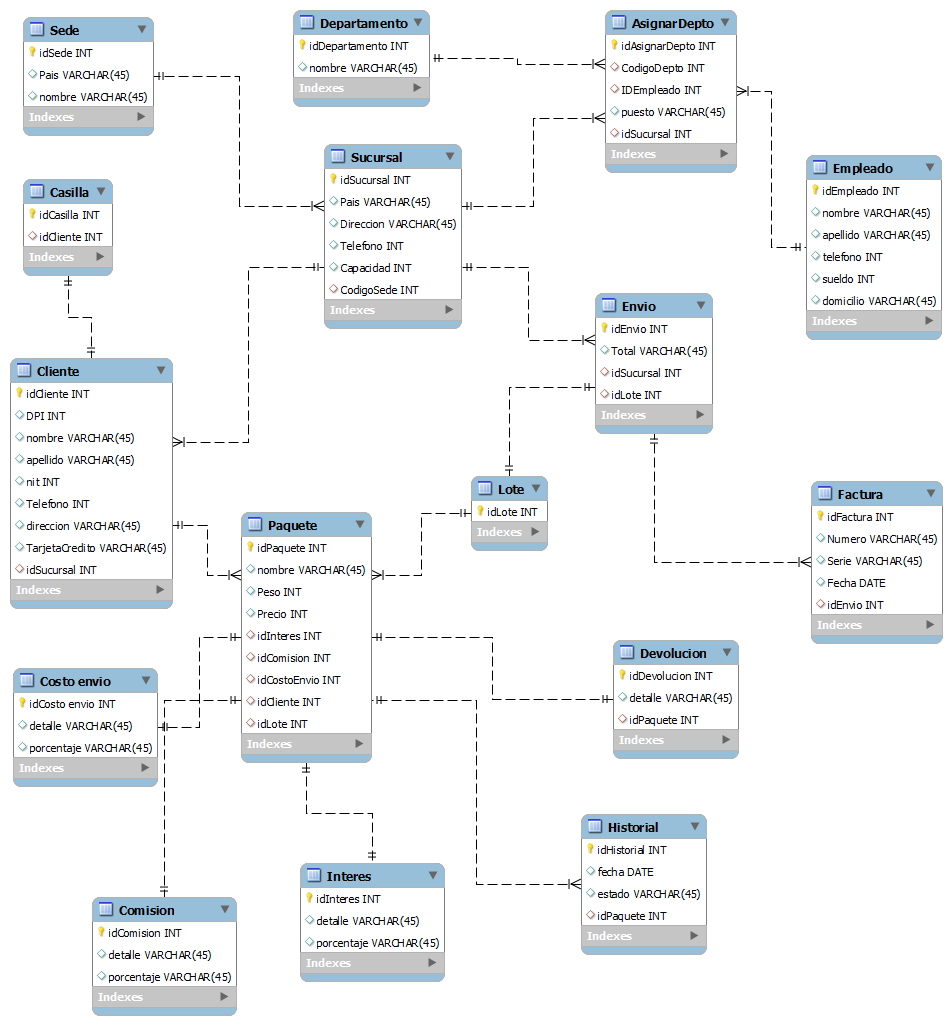 Sede
idSede INT
Pais VARCHAR(45)
nombre VARCHAR(45)
Indexes
Departamento
idDepartamento INT
nombre VARCHAR(45)
Indexes
AsignarDepto
idAsignarDepto INT
CodigoDepto INT
IDEmpleado INT
puesto VARCHAR(45)
idSucursal INT
Indexes
Sucursal
idSucursal INT
Pais VARCHAR(45)
Direccion VARCHAR(45)
Telefono INT
Capacidad INT
CodigoSede INT
Indexes
Empleado
idEmpleado INT
nombre VARCHAR(45)
apellido VARCHAR(45)
telefono INT
sueldo INT
domicilio VARCHAR(45)
Indexes
Casilla
idCasilla INT
idCliente INT
Indexes
Envio
idEnvio INT
Total VARCHAR(45)
idSucursal INT
idLote INT
Indexes
Cliente
idCliente INT
DPI INT
nombre VARCHAR(45)
apellido VARCHAR(45)
nit INT
Telefono INT
direccion VARCHAR(45)
TarjetaCredito VARCHAR(45)
idSucursal INT
Indexes
Lote
idLote INT
Indexes
Factura
idFactura INT
Numero VARCHAR(45)
Serie VARCHAR(45)
Fecha DATE
idEnvio INT
Indexes
Paquete
idPaquete INT
nombre VARCHAR(45)
Peso INT
Precio INT
idInteres INT
idComision INT
idCostoEnvio INT
idCliente INT
idLote INT
Indexes
Devolucion
idDevolucion INT
detalle VARCHAR(45)
idPaquete INT
Indexes
Costo envio
idCosto envio INT
detalle VARCHAR(45)
porcentaje VARCHAR(45)
Indexes
Historial
idHistorial INT
fecha DATE
estado VARCHAR(45)
idPaquete INT
Indexes
Interes
idInteres INT
detalle VARCHAR(45)
porcentaje VARCHAR(45)
Indexes
Comision
idComision INT
detalle VARCHAR(45)
porcentaje VARCHAR(45)
Indexes